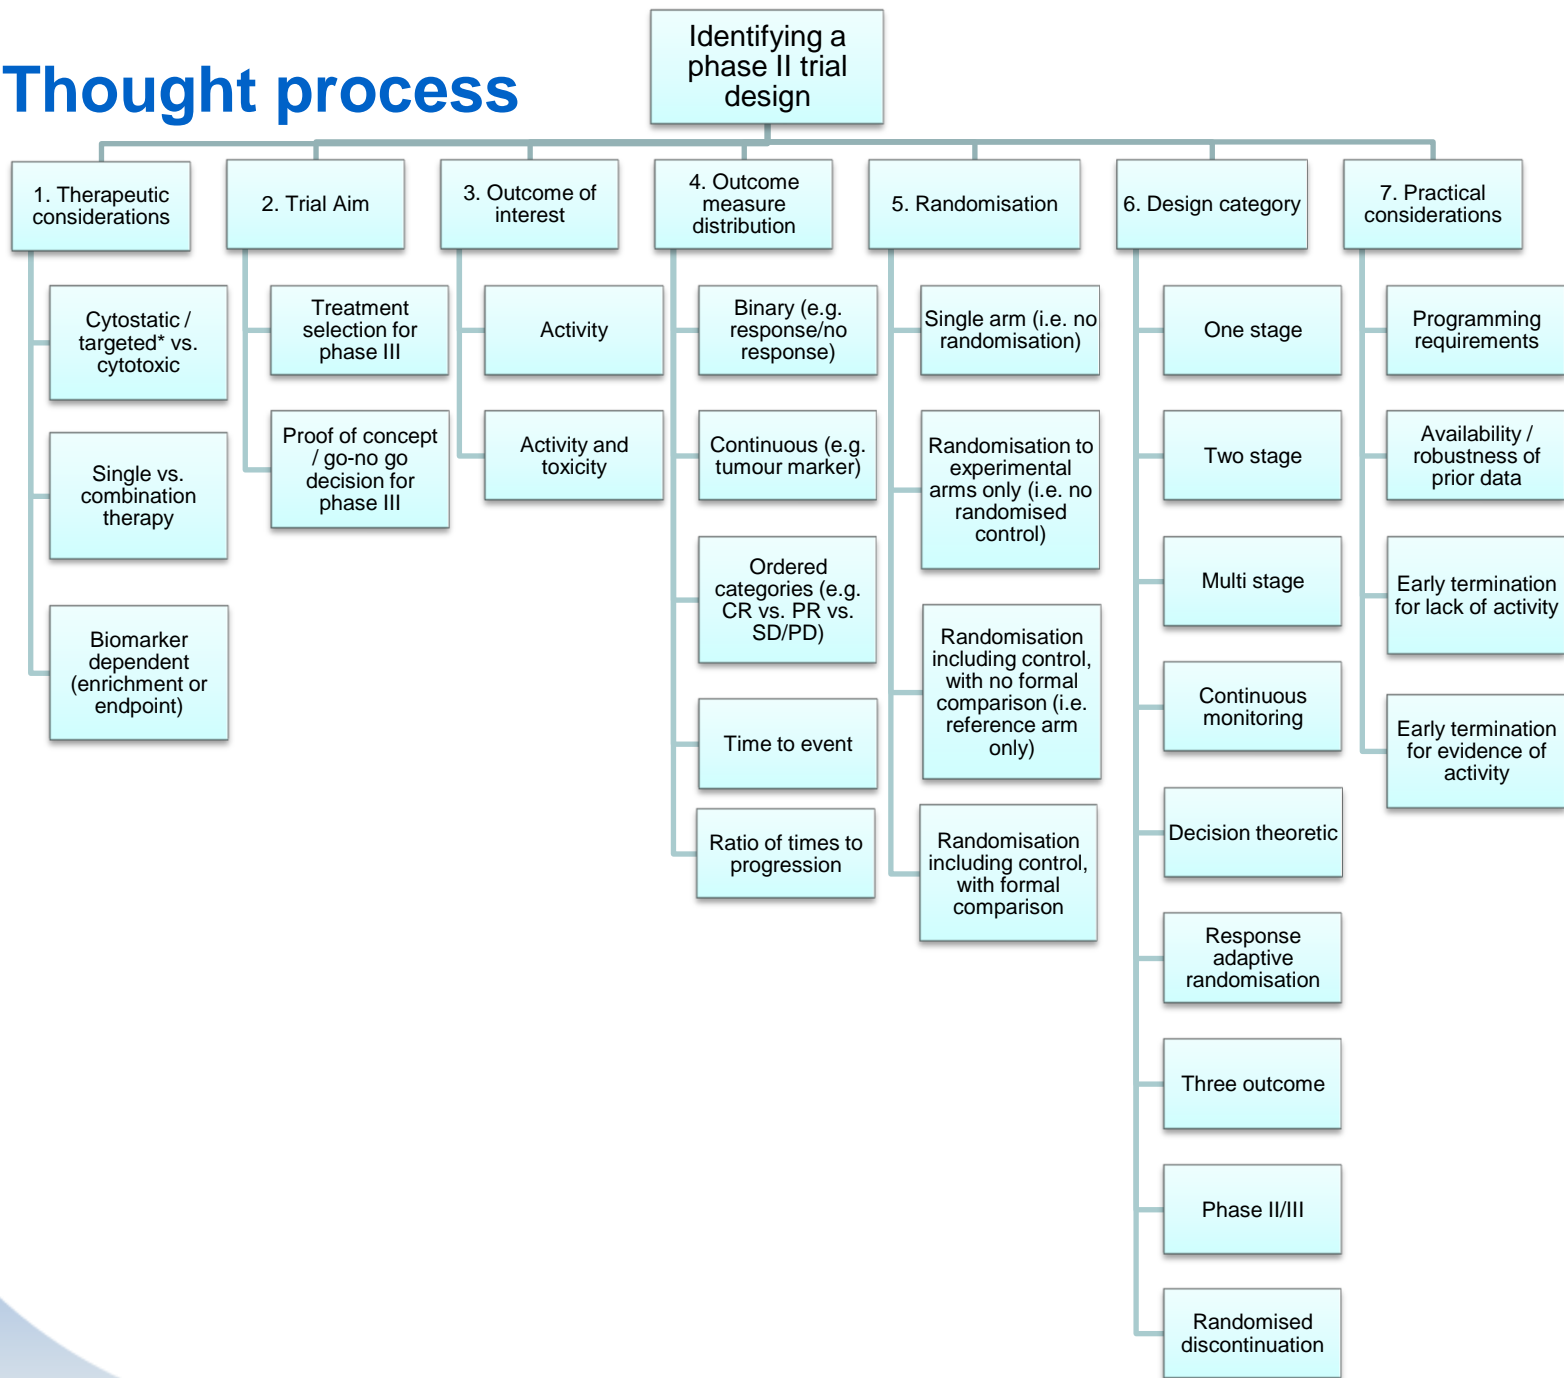 Thought process
Identifying a
phase II trial
design
1. Therapeutic
considerations
Cytostatic /
targeted* vs.
cytotoxic
Single vs.
combination
therapy
Biomarker
dependent
(enrichment or
endpoint)
2. Trial Aim
Treatment
selection for
phase III
Proof of concept
/ go-no go
decision for
phase III
3. Outcome of
interest
Activity
Activity and
toxicity
4. Outcome
measure
distribution
Binary (e.g.
response/no
response)
Continuous (e.g.
tumour marker)
Ordered
categories (e.g.
CR vs. PR vs.
SD/PD)
Time to event
Ratio of times to
progression
5. Randomisation
Single arm (i.e. no
randomisation)
Randomisation to
experimental
arms only (i.e. no
randomised
control)
Randomisation
including control,
with no formal
comparison (i.e.
reference arm
only)
Randomisation
including control,
with formal
comparison
6. Design category
One stage
Two stage
Multi stage
Continuous
monitoring
Decision theoretic
Response
adaptive
randomisation
Three outcome
Phase II/III
Randomised
discontinuation
7. Practical
considerations
Programming
requirements
Availability /
robustness of
prior data
Early termination
for lack of activity
Early termination
for evidence of
activity